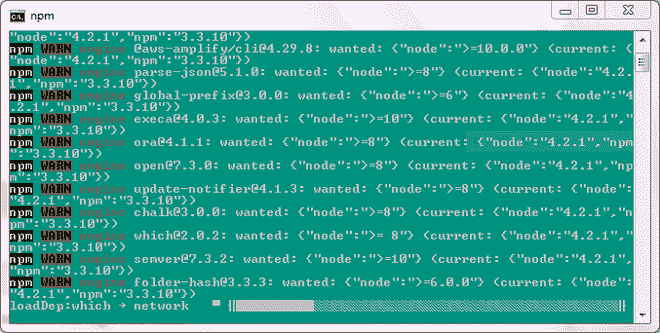 npm
"node":"4.2.1","npm":"3.3.10"})
npm WARN engine @aws-amplify/cli@4.29.8: wanted: {"node":">=10.0.0"} (current: {
"node":"4.2.1","npm":"3.3.10"})
npm WARN engine parse-json@5.1.0: wanted: {"node":">=8"} (current: {"node":"4.2.
1","npm":"3.3.10"})
npm WARN engine global-prefix@3.0.0: wanted: {"node":">=6"} (current: {"node":"4
.2.1","npm":"3.3.10"})
npm WARN engine execa@4.0.3: wanted: {"node":">=10"} (current: {"node":"4.2.1","
npm":"3.3.10"})
npm WARN engine ora@4.1.1: wanted: {"node":">=8"} (current: {"node":"4.2.1","npm
":"3.3.10"})
npm WARN engine open@7.3.0: wanted: {"node":">=8"} (current: {"node":"4.2.1","np
m":"3.3.10"})
npm WARN engine update-notifier@4.1.3: wanted: {"node":">=8"} (current: {"node":
"4.2.1","npm":"3.3.10"})
npm WARN engine chalk@3.0.0: wanted: {"node":">=8"} (current: {"node":"4.2.1","n
pm":"3.3.10"})
npm WARN engine which@2.0.2: wanted: {"node":">= 8"} (current: {"node":"4.2.1","
npm":"3.3.10"})
npm WARN engine semver@7.3.2: wanted: {"node":">=10"} (current: {"node":"4.2.1",
"npm":"3.3.10"})
npm WARN engine folder-hash@3.3.3: wanted: {"node":">=6.0.0"} (current: {"node":
"4.2.1","npm":"3.3.10"})
loadDep:which → network